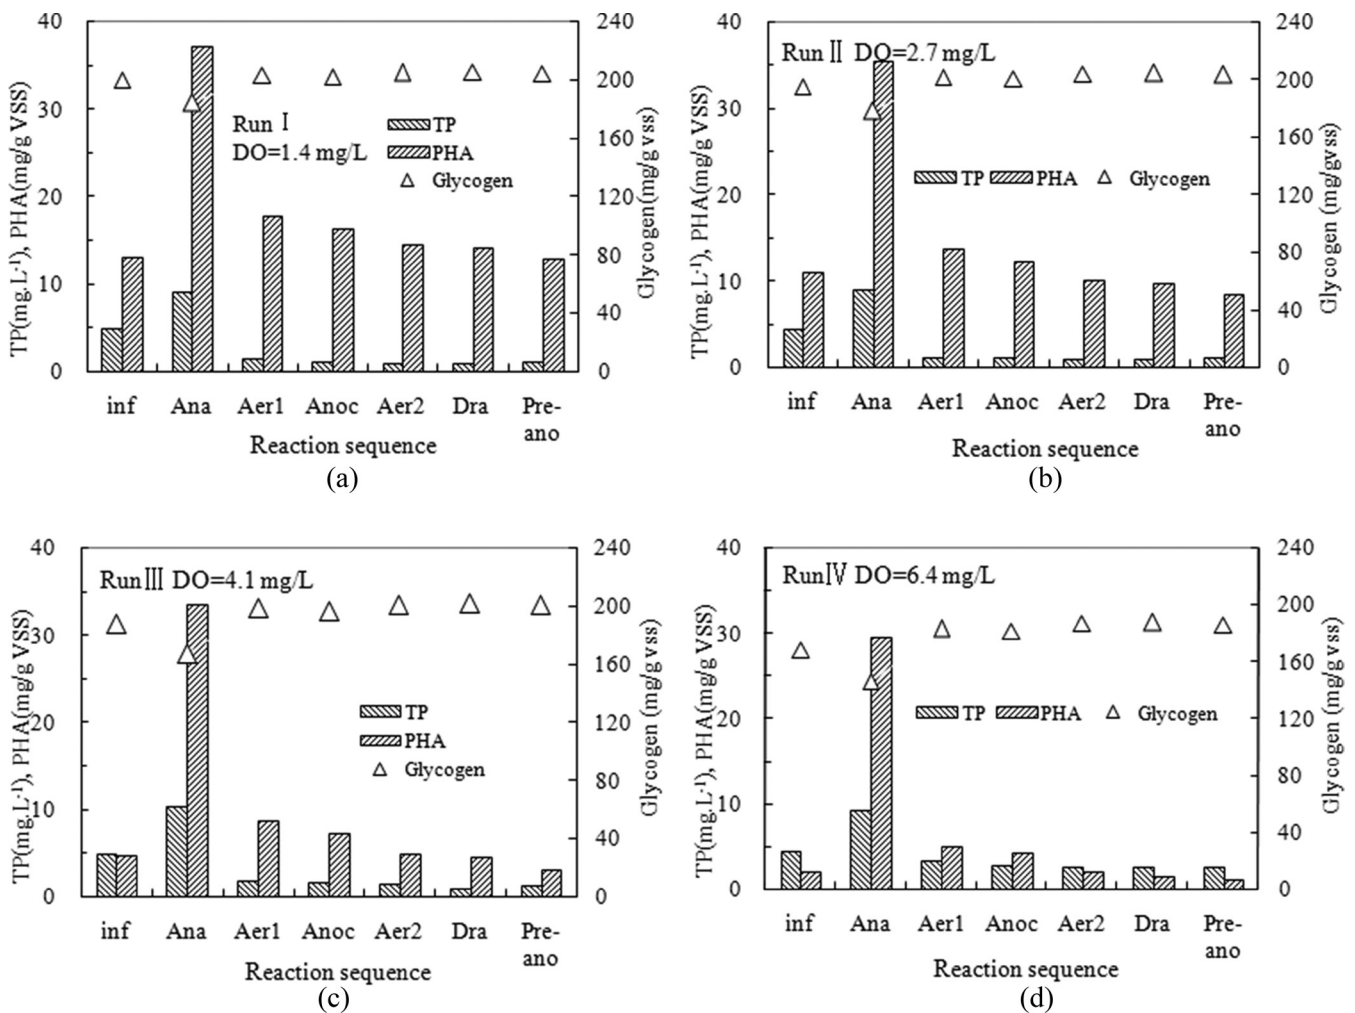 40
30
20
10
0
TP(mg.L-1), PHA(mg/g VSS)
240
200
160
120
80
40
0
Glycogen(mg/g vss)
Run Ⅰ
DO=1.4 mg/L
TP
PHA
Glycogen
inf Ana Aer1 Anoc Aer2 Dra Pre-
ano
Reaction sequence
(a)
40
30
20
10
0
TP(mg.L-1), PHA(mg/g VSS)
240
200
160
120
80
40
0
Glycogen (mg/gvss)
Run Ⅱ DO=2.7 mg/L
TP PHA Glycogen
inf Ana Aer1 Anoc Aer2 Dra Pre-
ano
Reaction sequence
(b)
40
30
20
10
0
TP(mg.L-1), PHA(mg/g VSS)
240
200
160
120
80
40
0
Glycogen (mg/g vss)
Run Ⅲ DO=4.1 mg/L
TP
PHA
Glycogen
inf Ana Aer1 Anoc Aer2 Dra Pre-
ano
Reaction sequence
(c)
40
30
20
10
0
TP(mg.L-1), PHA(mg/g VSS)
240
200
160
120
80
40
0
Glycogen (mg/g vss)
RunⅣ DO=6.4 mg/L
TP PHA Glycogen
inf Ana Aer1 Anoc Aer2 Dra Pre-
ano
Reaction sequence
(d)